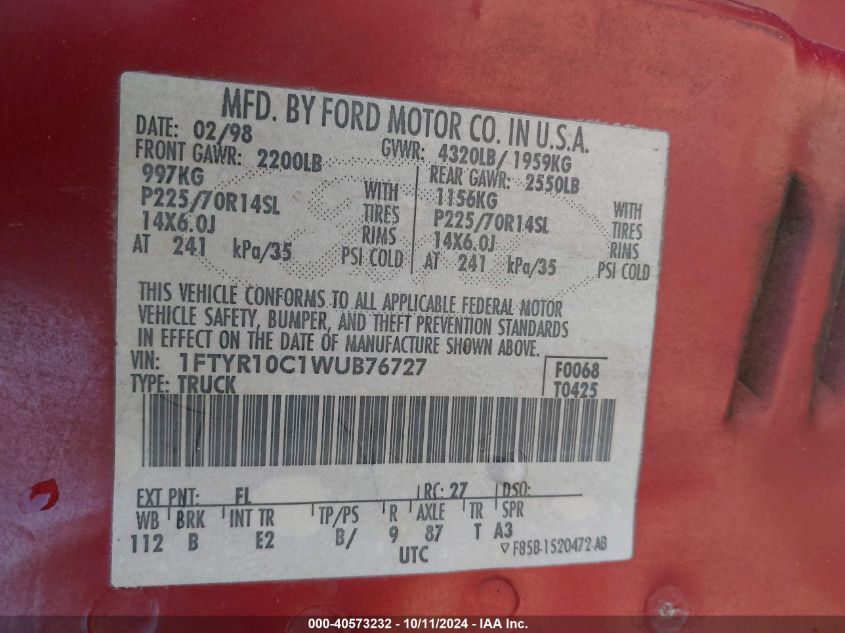 MFD. BY FORD MOTOR CO. IN U.S.A.
DATE: 02/98 GVWR: 4320LB/ 1959KG
FRONT GAWR: 2200LB REAR GAWR: 2550LB
997KG WITH 1156KG WITH
P225/70R14SL TIRES P225/70R14SL TIRES
14X6.0J RIMS 14X6.0J RIMS
AT 241 kPa/35 PSI COLD AT 241 kPa/35 PSI COLD
THIS VEHICLE CONFORMS TO ALL APPLICABLE FEDERAL MOTOR
VEHICLE SAFETY, BUMPER, AND THEFT PREVENTION STANDARDS
IN EFFECT ON THE DATE OF MANUFACTURE SHOWN ABOVE.
VIN: 1FTYR10C1WUB76727 F0068
TYPE: TRUCK T0425
EXT PNT: FL RC: 27 DSO:
WB BRK INT TR TP/PS R AXLE TR SPR
112 B E2 B/ 9 87 T A3
UTC ▽ F85B-1520472-AB
000-40573232 - 10/11/2024 - IAAI, Inc.